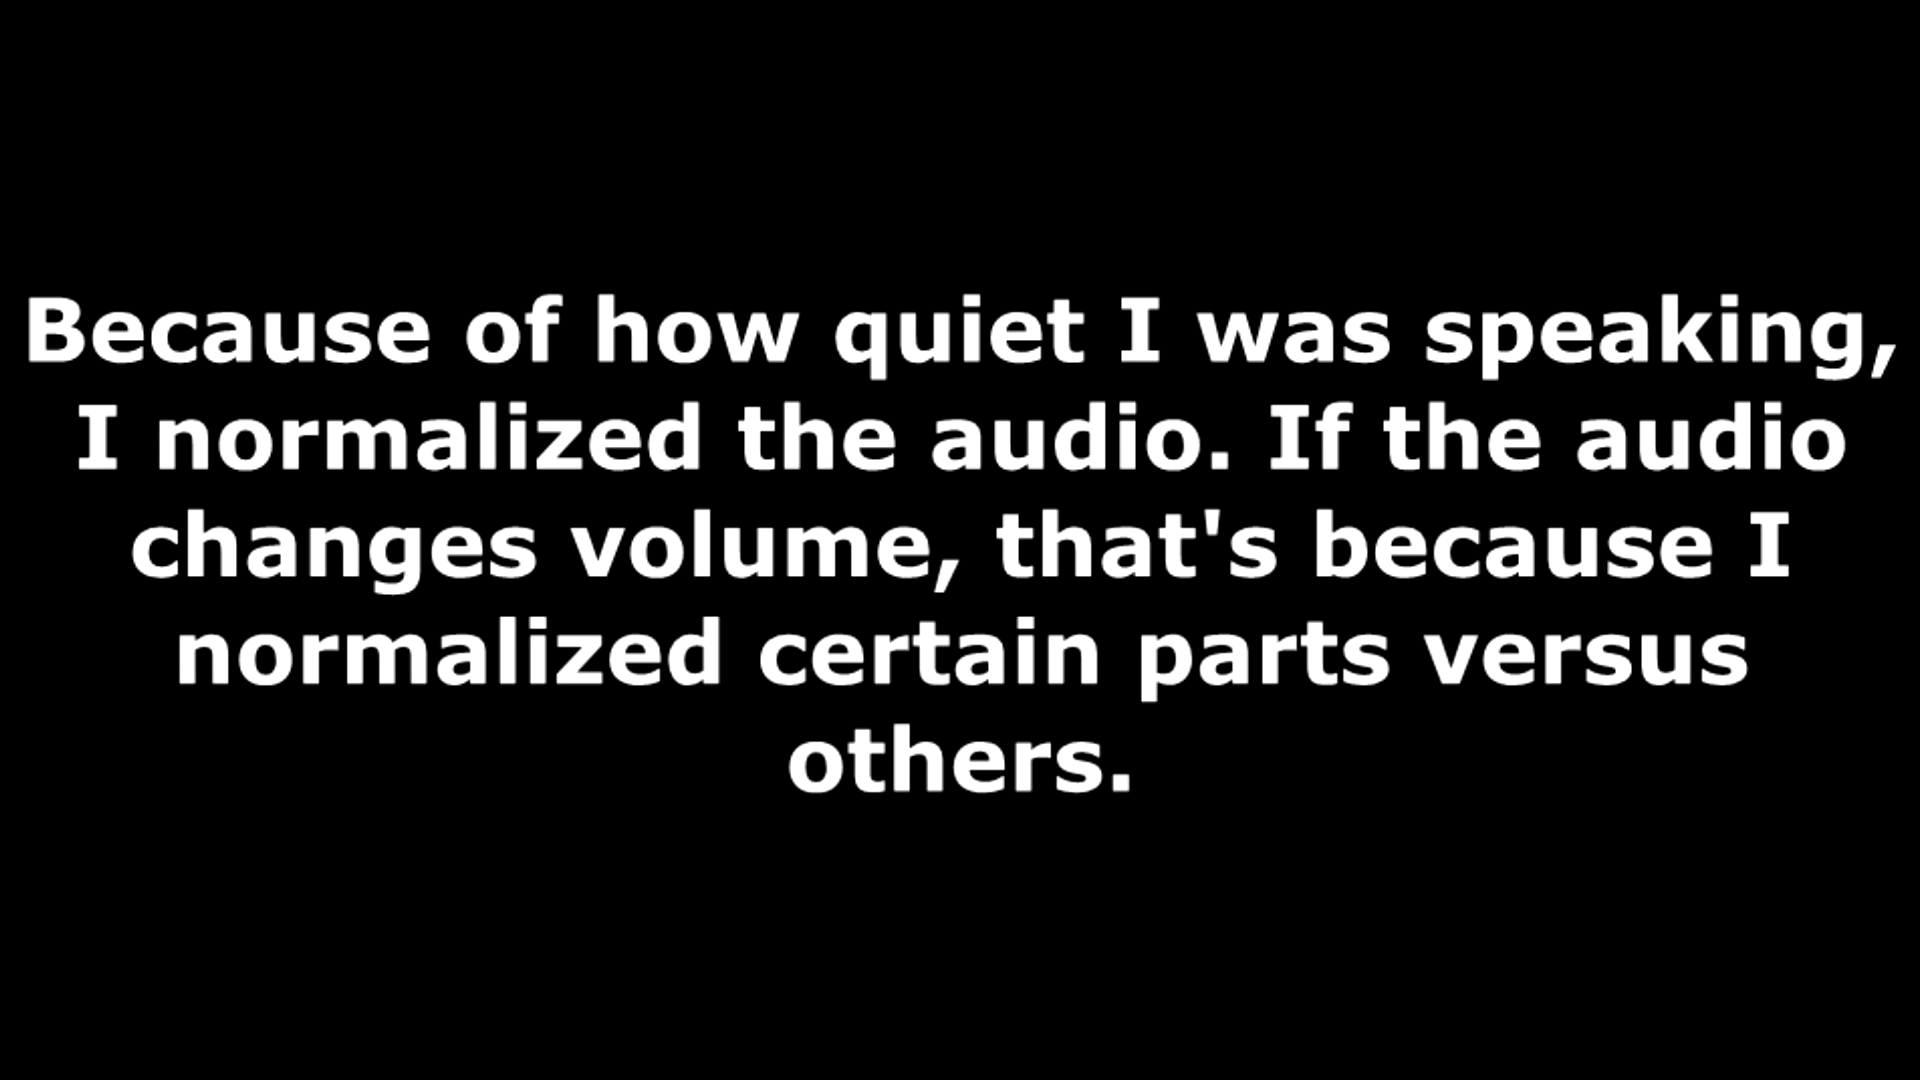 Because of how quiet I was speaking,
I normalized the audio. If the audio
changes volume, that's because I
normalized certain parts versus
others.